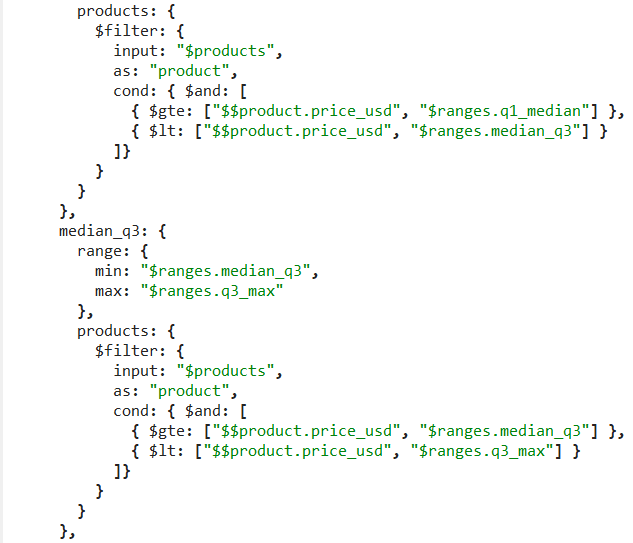 products: {
$filter: {
input: "$products",
as: "product",
cond: { $and: [
{ $gte: ["$$product.price_usd", "$ranges.q1_median"] },
{ $lt: ["$$product.price_usd", "$ranges.median_q3"] }
]}
}
}
},
median_q3: {
range: {
min: "$ranges.median_q3",
max: "$ranges.q3_max"
},
products: {
$filter: {
input: "$products",
as: "product",
cond: { $and: [
{ $gte: ["$$product.price_usd", "$ranges.median_q3"] },
{ $lt: ["$$product.price_usd", "$ranges.q3_max"] }
]}
}
}
},